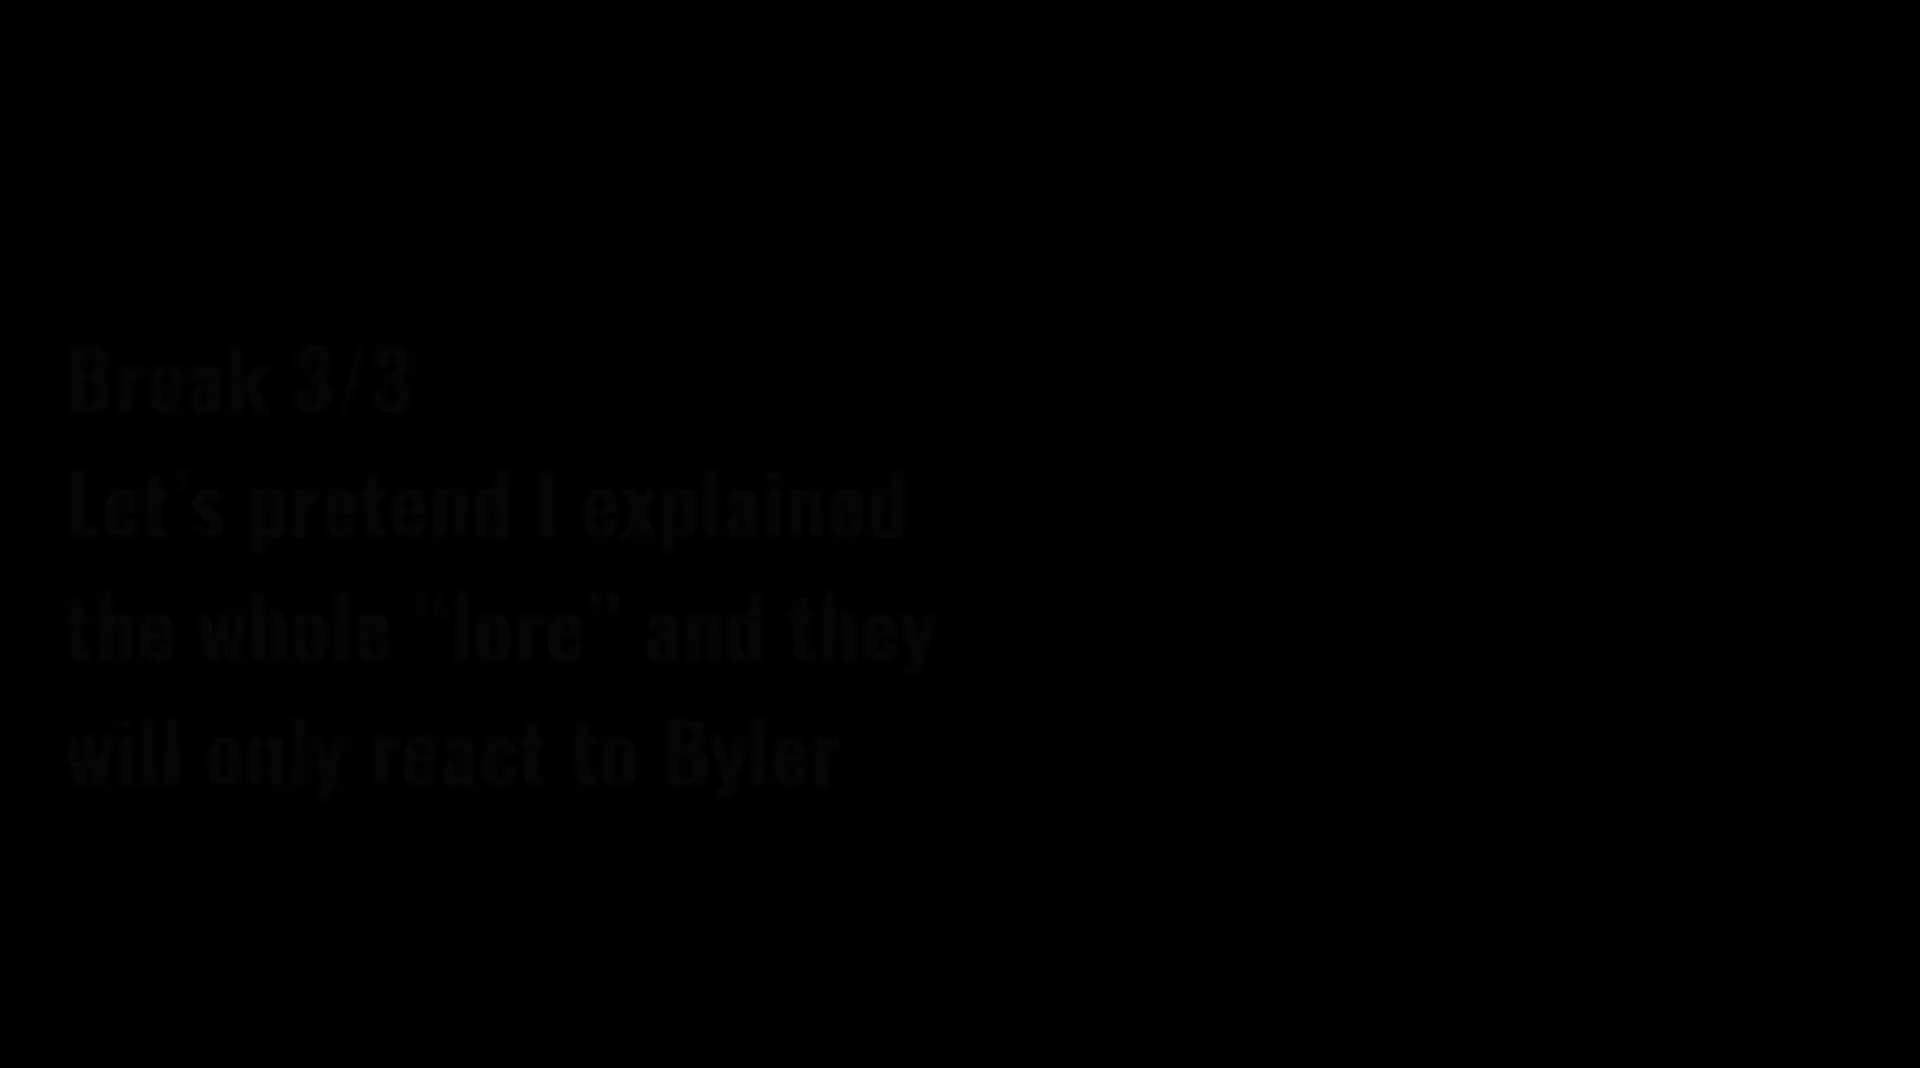 Break 3/3
Let's pretend I explained
the whole "lore" and they
will only react to Byler